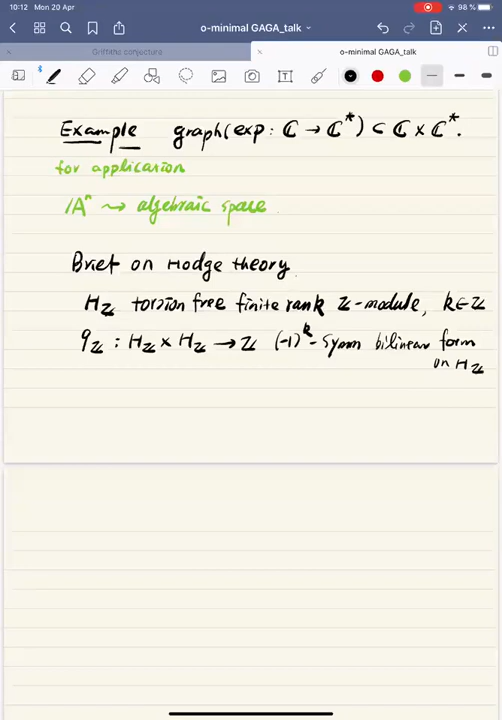 10:12 Mon 20 Apr
98 %
o-minimal GAGA_talk
Griffiths conjecture
o-minimal GAGA_talk
Example graph(exp: ℂ → ℂ*) ⊂ ℂ × ℂ*.
for application
/Aⁿ ⇝ algebraic space.
Brief on Hodge theory.
H_ℤ torsion free finite rank ℤ-module, k∈ℤ
q_ℤ : H_ℤ × H_ℤ → ℤ (-1)^k - symm bilinear form
on H_ℤ